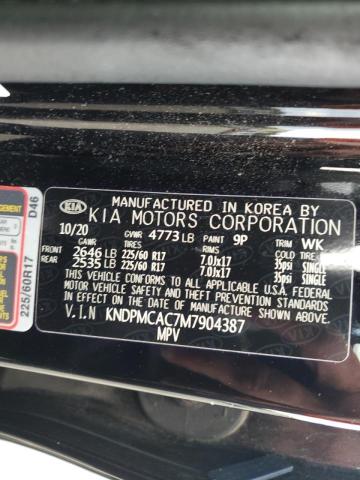 MANUFACTURED IN KOREA BY
KIA KIA MOTORS CORPORATION
10/20 GVWR 4773 LB PAINT 9P TRIM WK
GAWR TIRES RIMS COLD TIRE
FRONT 2646 LB 225/60 R17 7.0Jx17 35psi SINGLE
REAR 2535 LB 225/60 R17 7.0Jx17 35psi SINGLE
THIS VEHICLE CONFORMS TO ALL APPLICABLE U.S. FEDERAL
MOTOR VEHICLE SAFETY AND THEFT PREVENTION STANDARDS
IN EFFECT ON THE DATE OF MANUFACTURE SHOWN ABOVE.
V.I.N KNDPMCAC7M7904387
MPV
225/60R17 D46